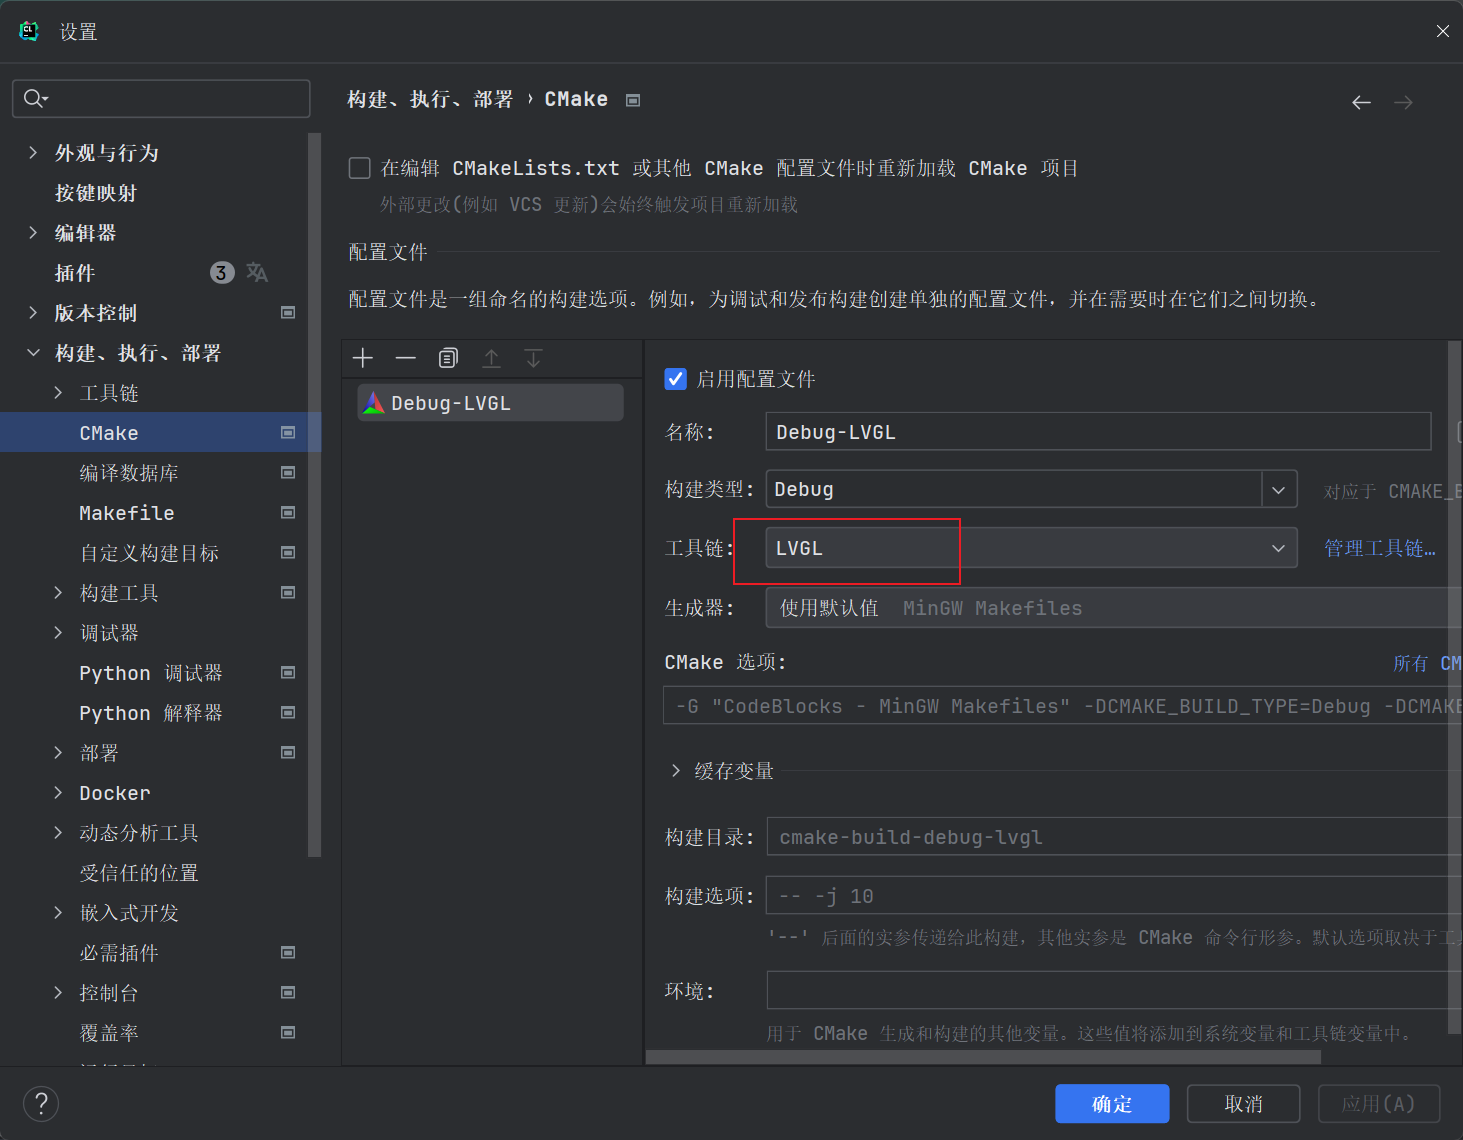 设置
构建、执行、部署 › CMake
外观与行为
按键映射
编辑器
插件 3
版本控制
构建、执行、部署
工具链
CMake
编译数据库
Makefile
自定义构建目标
构建工具
调试器
Python 调试器
Python 解释器
部署
Docker
动态分析工具
受信任的位置
嵌入式开发
必需插件
控制台
覆盖率
在编辑 CMakeLists.txt 或其他 CMake 配置文件时重新加载 CMake 项目
外部更改(例如 VCS 更新)会始终触发项目重新加载
配置文件
配置文件是一组命名的构建选项。例如，为调试和发布构建创建单独的配置文件，并在需要时在它们之间切换。
Debug-LVGL
启用配置文件
名称: Debug-LVGL
构建类型: Debug 对应于 CMAKE_B
工具链: LVGL 管理工具链…
生成器: 使用默认值 MinGW Makefiles
CMake 选项: 所有 CM
-G "CodeBlocks - MinGW Makefiles" -DCMAKE_BUILD_TYPE=Debug -DCMAKE
缓存变量
构建目录: cmake-build-debug-lvgl
构建选项: -- -j 10
'--' 后面的实参传递给此构建，其他实参是 CMake 命令行形参。默认选项取决于工
环境:
用于 CMake 生成和构建的其他变量。这些值将添加到系统变量和工具链变量中。
?
确定
取消
应用(A)